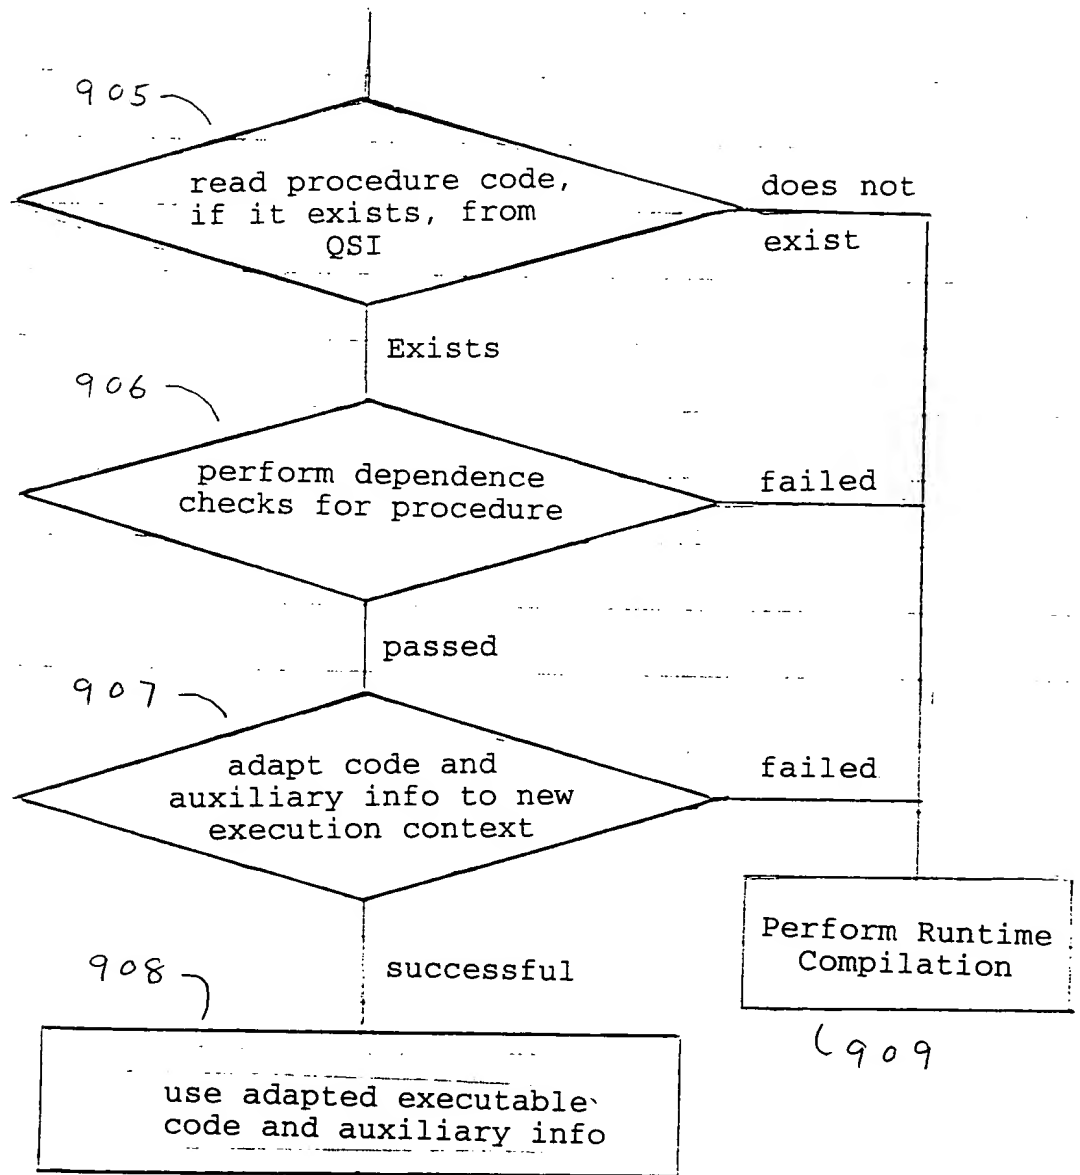 905
read procedure code,
if it exists, from
QSI
does not
exist
Exists
906
perform dependence
checks for procedure
failed
passed
907
adapt code and
auxiliary info to new
execution context
failed
successful
Perform Runtime
Compilation
909
908
use adapted executable
code and auxiliary info